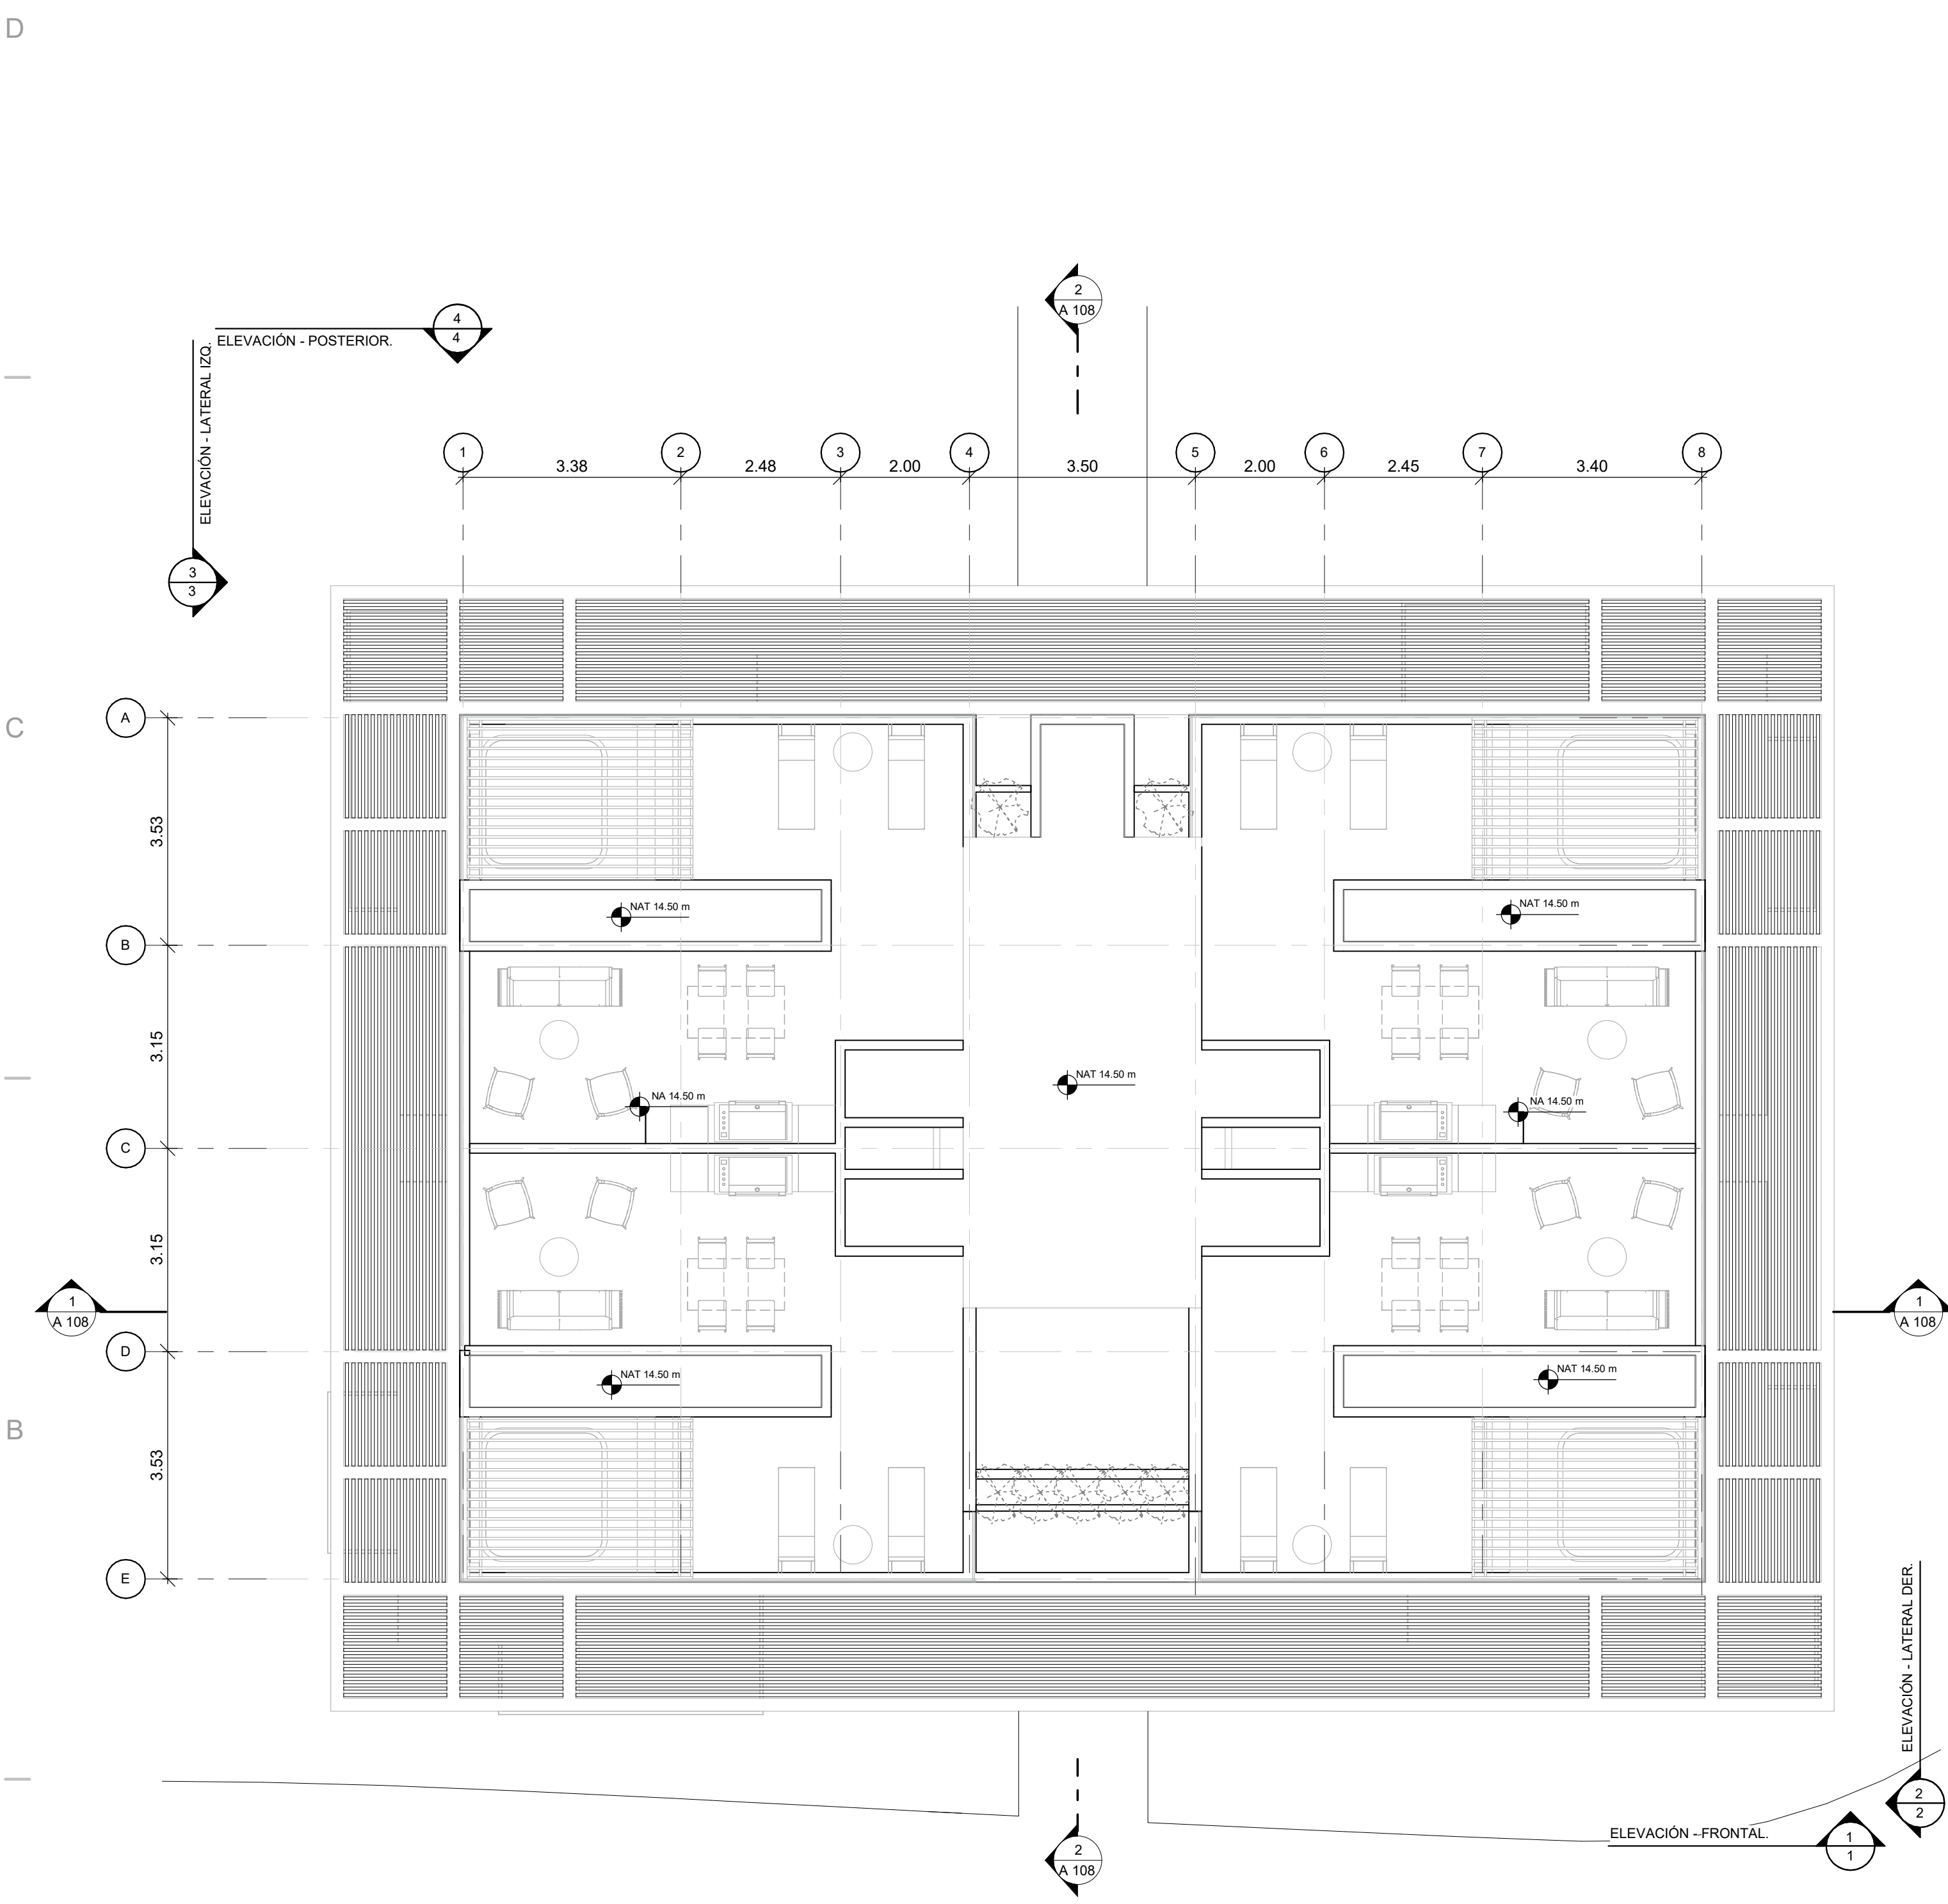 D
2
A 108
4
4
ELEVACIÓN - POSTERIOR.
ELEVACIÓN - LATERAL IZQ.
1
2
3
4
5
6
7
8
3.38
2.48
2.00
3.50
2.00
2.45
3.40
3
3
A
C
3.53
NAT 14.50 m
NAT 14.50 m
B
3.15
NAT 14.50 m
NA 14.50 m
NA 14.50 m
C
3.15
1
A 108
1
A 108
D
NAT 14.50 m
NAT 14.50 m
B
3.53
E
ELEVACIÓN - LATERAL DER.
2
2
ELEVACIÓN - FRONTAL.
1
1
2
A 108